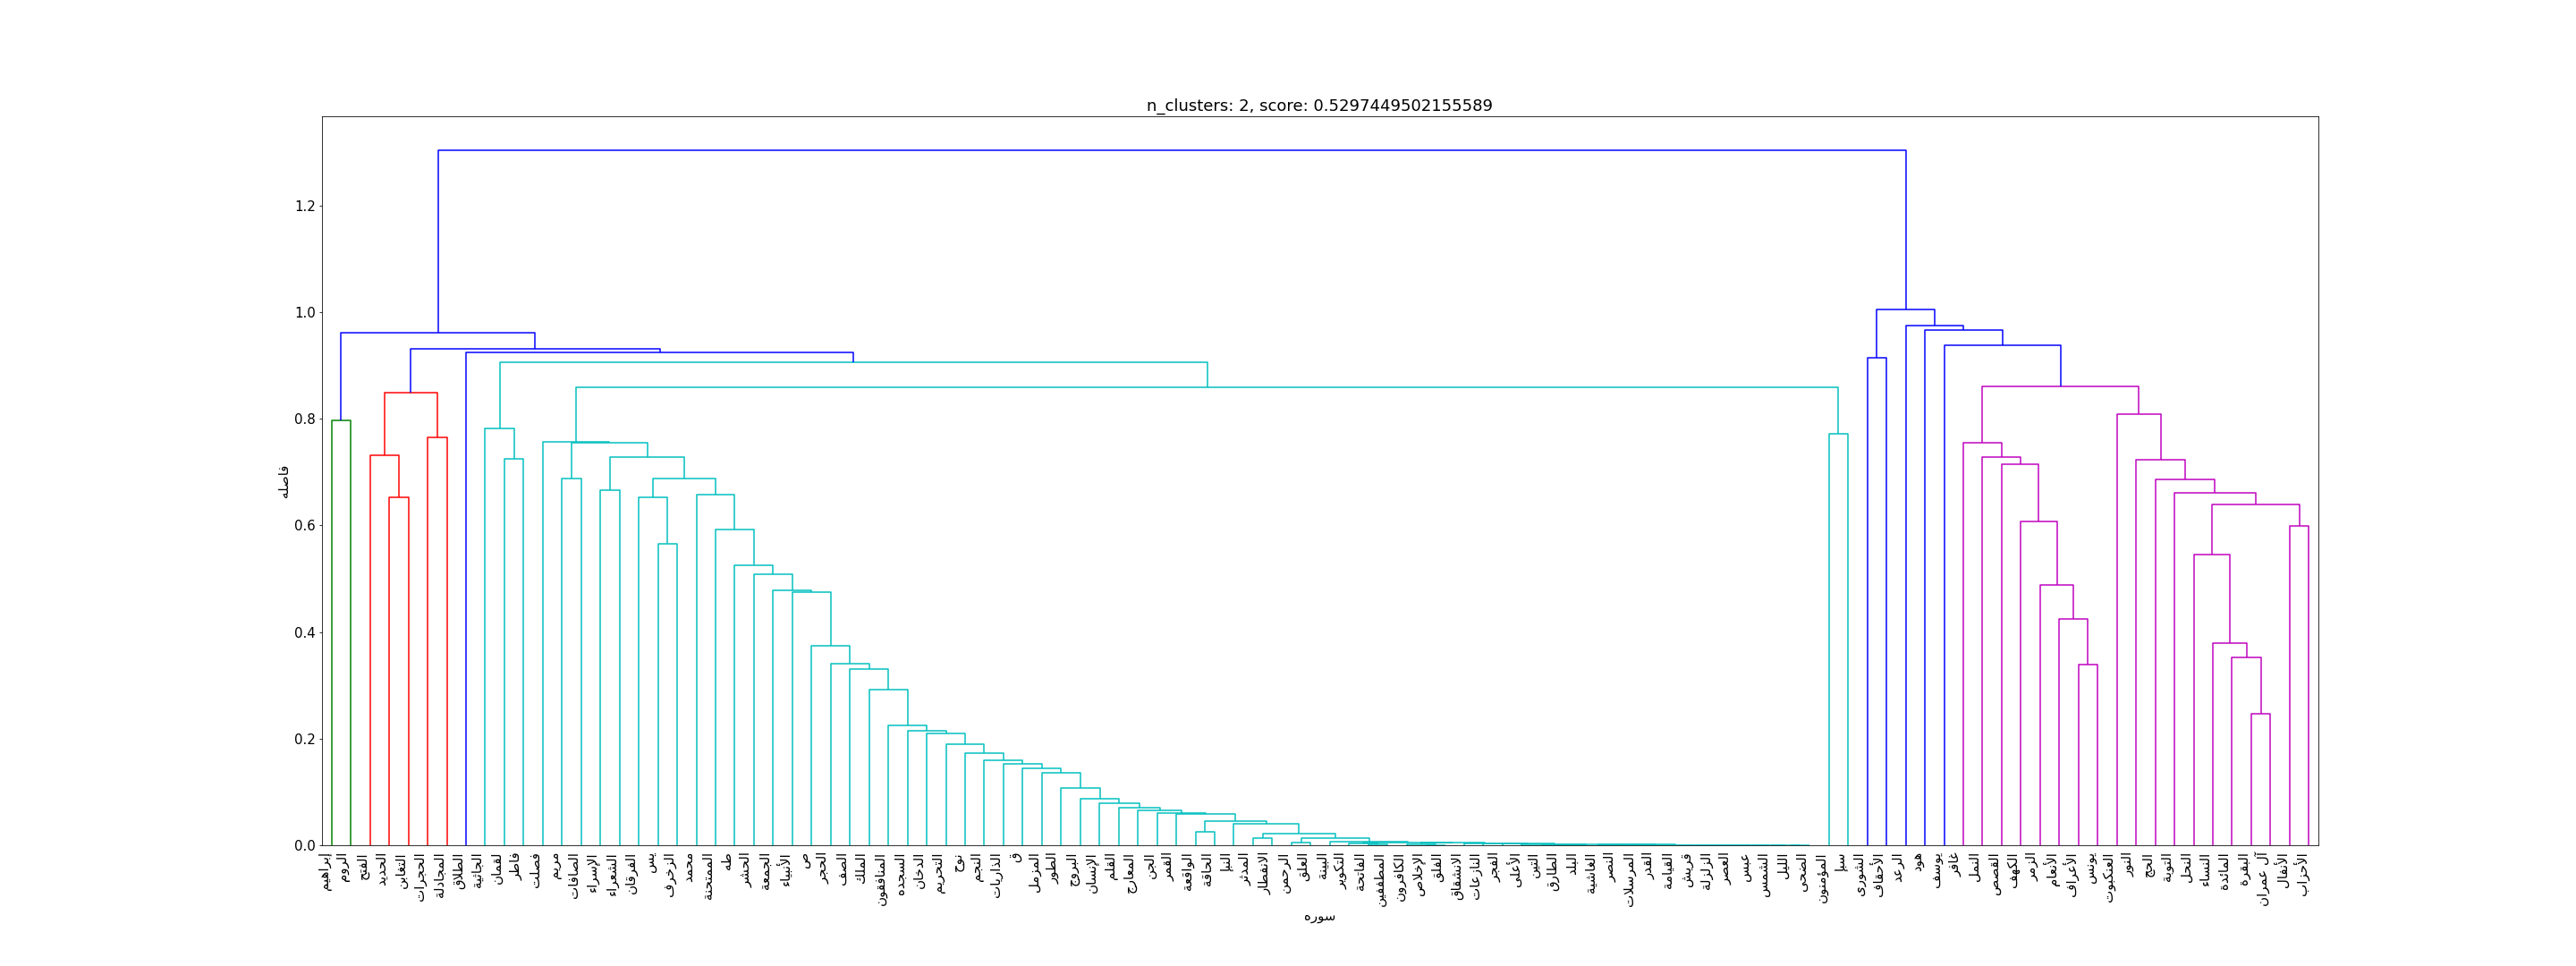 n_clusters: 2, score: 0.5297449502155589
1.2
1.0
0.8
0.6
0.4
0.2
0.0
فاصله
إبراهيم
الروم
الفتح
الحديد
التغابن
الحجرات
المجادلة
الطلاق
الجاثية
لقمان
فاطر
فصلت
مريم
الصافات
الإسراء
الشعراء
الفرقان
يس
الزخرف
محمد
الممتحنة
طه
الحشر
الجمعة
الأنبياء
ص
الحجر
الصف
الملك
المنافقون
السجده
الدخان
التحريم
نوح
النجم
الذاريات
ق
المزمل
الطور
البروج
الإنسان
القلم
المعارج
الجن
القمر
الواقعة
الحاقة
النبإ
المدثر
الانفطار
الرحمن
العلق
البينة
التكوير
الفاتحة
المطففين
الكافرون
الإخلاص
الفلق
الانشقاق
النازعات
الفجر
الأعلى
التين
الطارق
البلد
الغاشية
النصر
المرسلات
القدر
القيامة
قريش
الزلزلة
العصر
عبس
الشمس
الليل
الضحى
المؤمنون
سبإ
الشورى
الأحقاف
الرعد
هود
يوسف
غافر
النمل
القصص
الكهف
الزمر
الأنعام
الأعراف
يونس
العنكبوت
النور
الحج
التوبة
النحل
النساء
المائدة
البقرة
آل عمران
الأنفال
الأحزاب
سوره